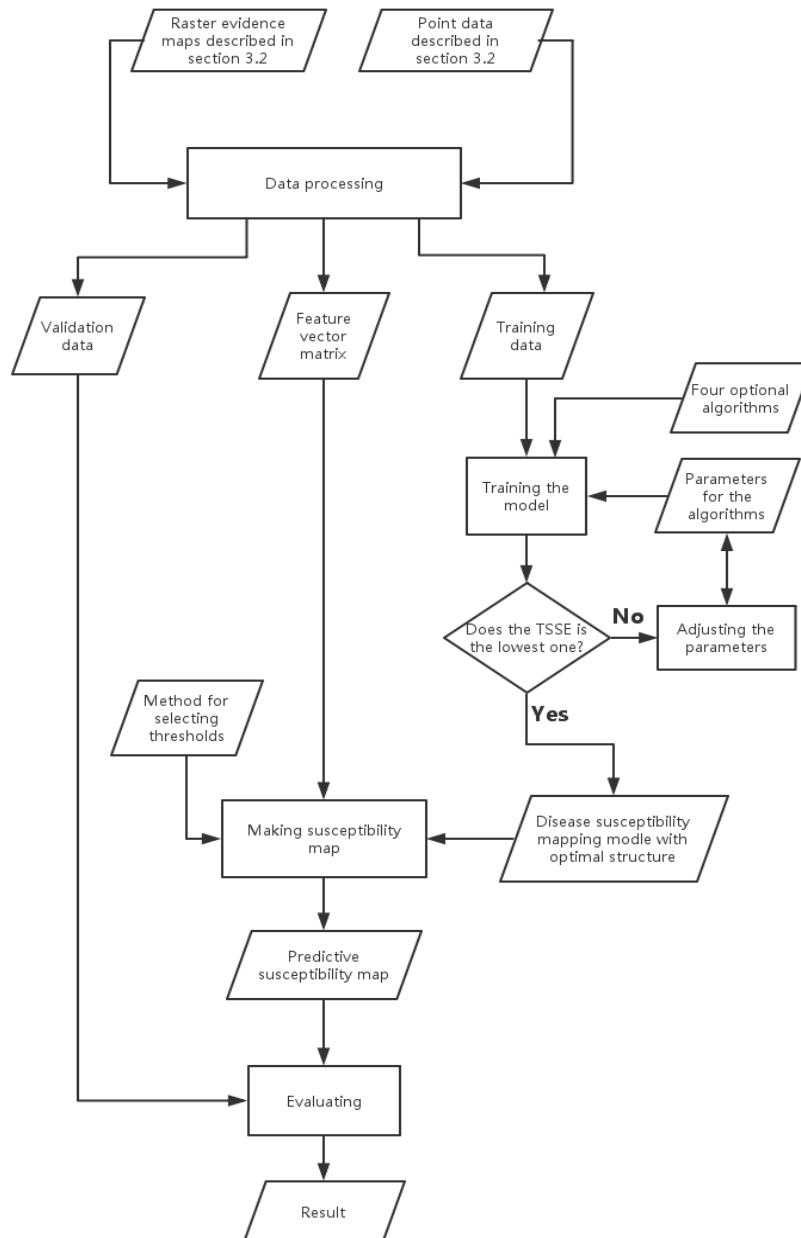 Raster evidence
maps described in
section 3.2
Point data
described in
section 3.2
Data processing
Validation
data
Feature
vector
matrix
Training
data
Four optional
algorithms
Training the
model
Parameters
for the
algorithms
Does the TSSE is
the lowest one?
No
Adjusting the
parameters
Yes
Method for
selecting
thresholds
Making susceptibility
map
Disease susceptibility
mapping modle with
optimal structure
Predictive
susceptibility map
Evaluating
Result